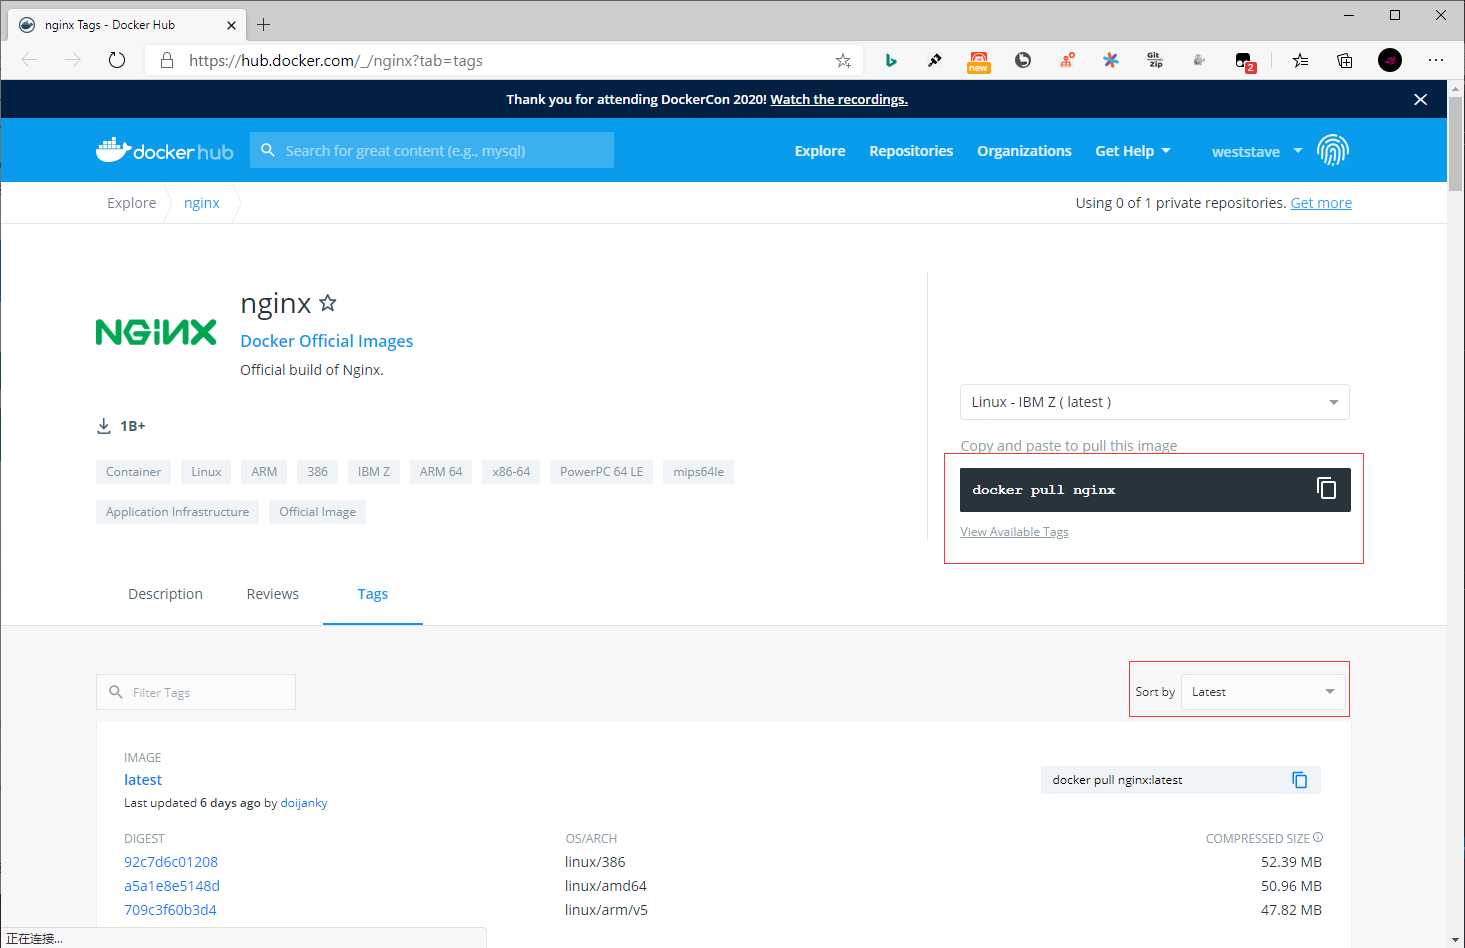 nginx Tags - Docker Hub
https://hub.docker.com/_/nginx?tab=tags
new
Git
Zip
2
Thank you for attending DockerCon 2020! Watch the recordings.
docker hub
Search for great content (e.g., mysql)
Explore
Repositories
Organizations
Get Help
weststave
Explore
nginx
Using 0 of 1 private repositories. Get more
NGINX
nginx
Docker Official Images
Official build of Nginx.
1B+
Container
Linux
ARM
386
IBM Z
ARM 64
x86-64
PowerPC 64 LE
mips64le
Application Infrastructure
Official Image
Linux - IBM Z ( latest )
Copy and paste to pull this image
docker pull nginx
View Available Tags
Description
Reviews
Tags
Filter Tags
Sort by
Latest
IMAGE
latest
Last updated 6 days ago by doijanky
docker pull nginx:latest
DIGEST
OS/ARCH
COMPRESSED SIZE
92c7d6c01208
linux/386
52.39 MB
a5a1e8e5148d
linux/amd64
50.96 MB
709c3f60b3d4
linux/arm/v5
47.82 MB
正在连接...